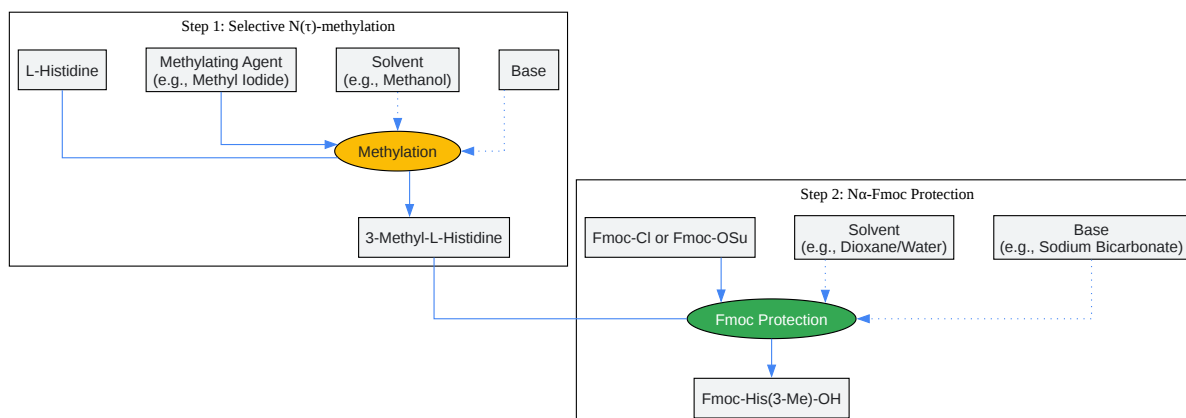 Step 1: Selective N(τ)-methylation
L-Histidine
Methylating Agent
(e.g., Methyl Iodide)
Solvent
(e.g., Methanol)
Base
Methylation
3-Methyl-L-Histidine
Step 2: Nα-Fmoc Protection
Fmoc-Cl or Fmoc-OSu
Solvent
(e.g., Dioxane/Water)
Base
(e.g., Sodium Bicarbonate)
Fmoc Protection
Fmoc-His(3-Me)-OH